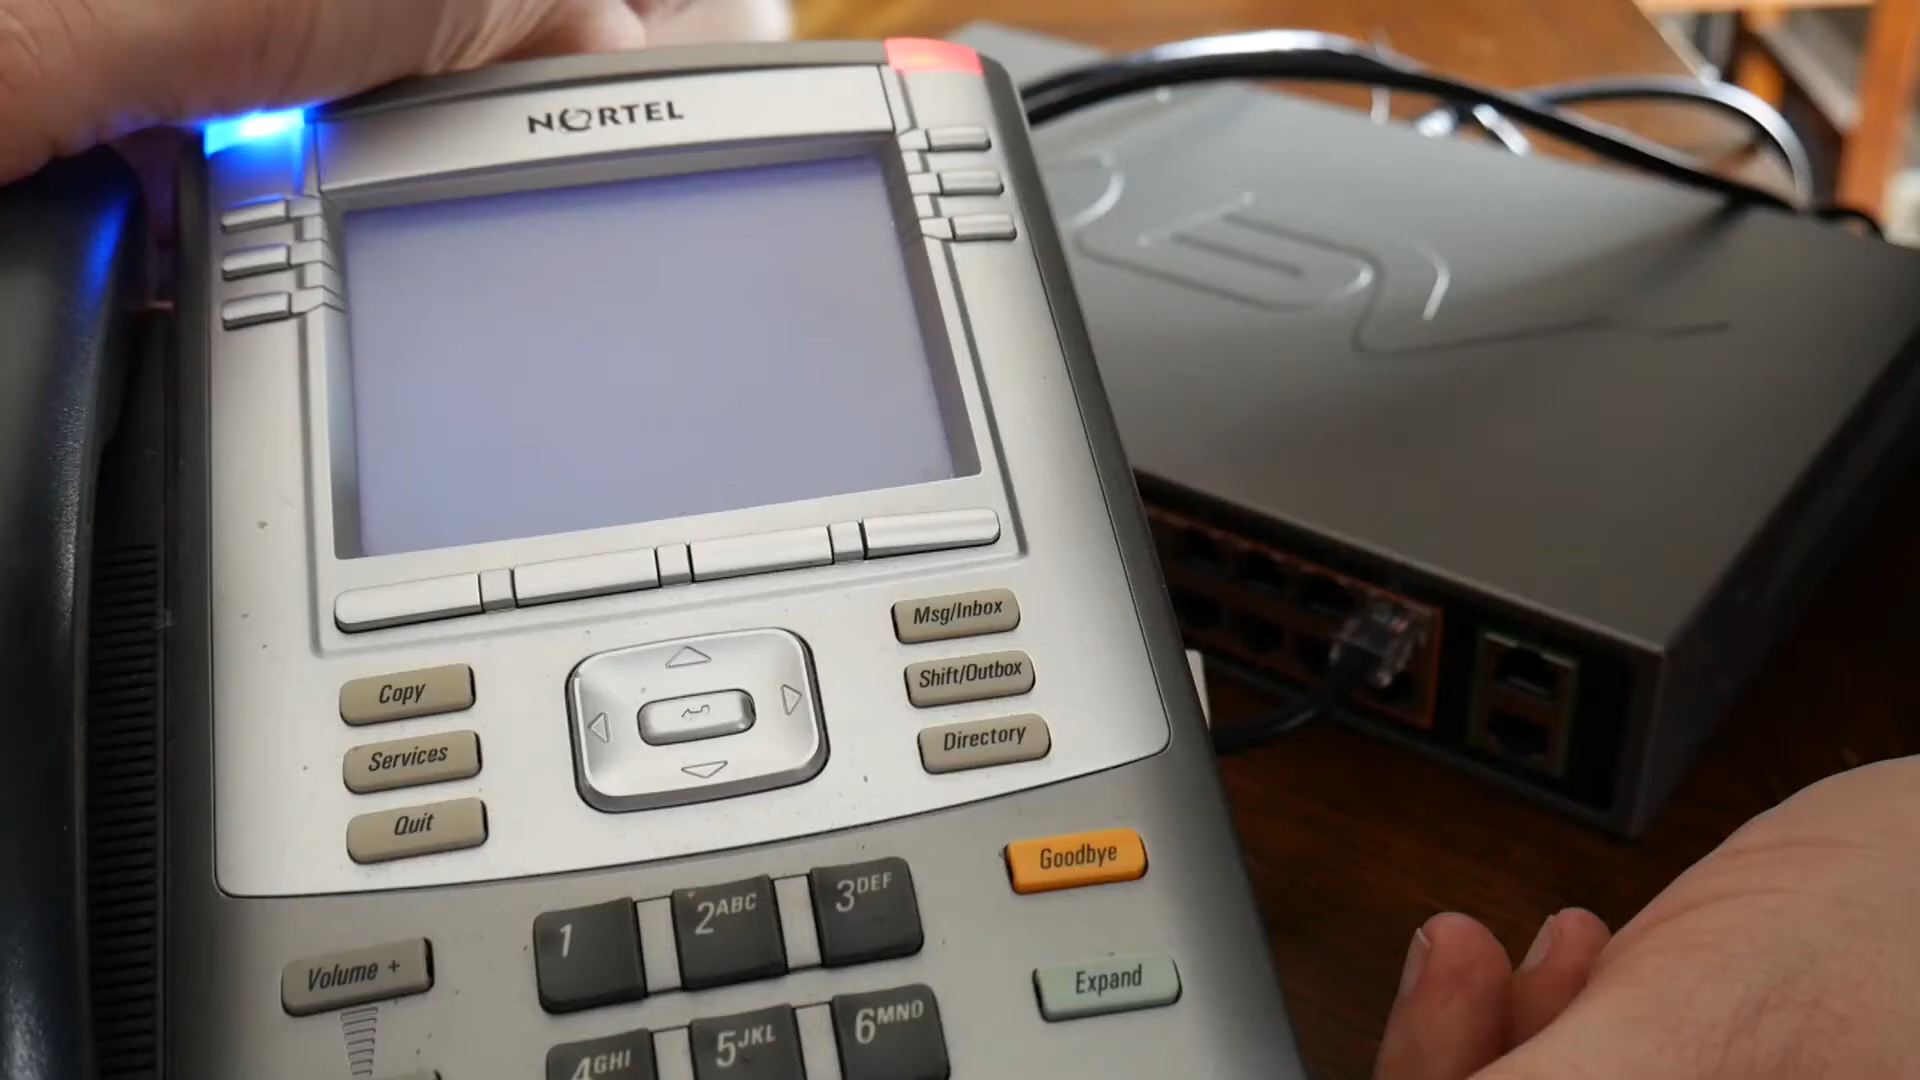 NORTEL
Msg/Inbox
Copy
Shift/Outbox
Services
Directory
Quit
Goodbye
1
2ABC
3DEF
Volume +
Expand
4GHI
5JKL
6MNO